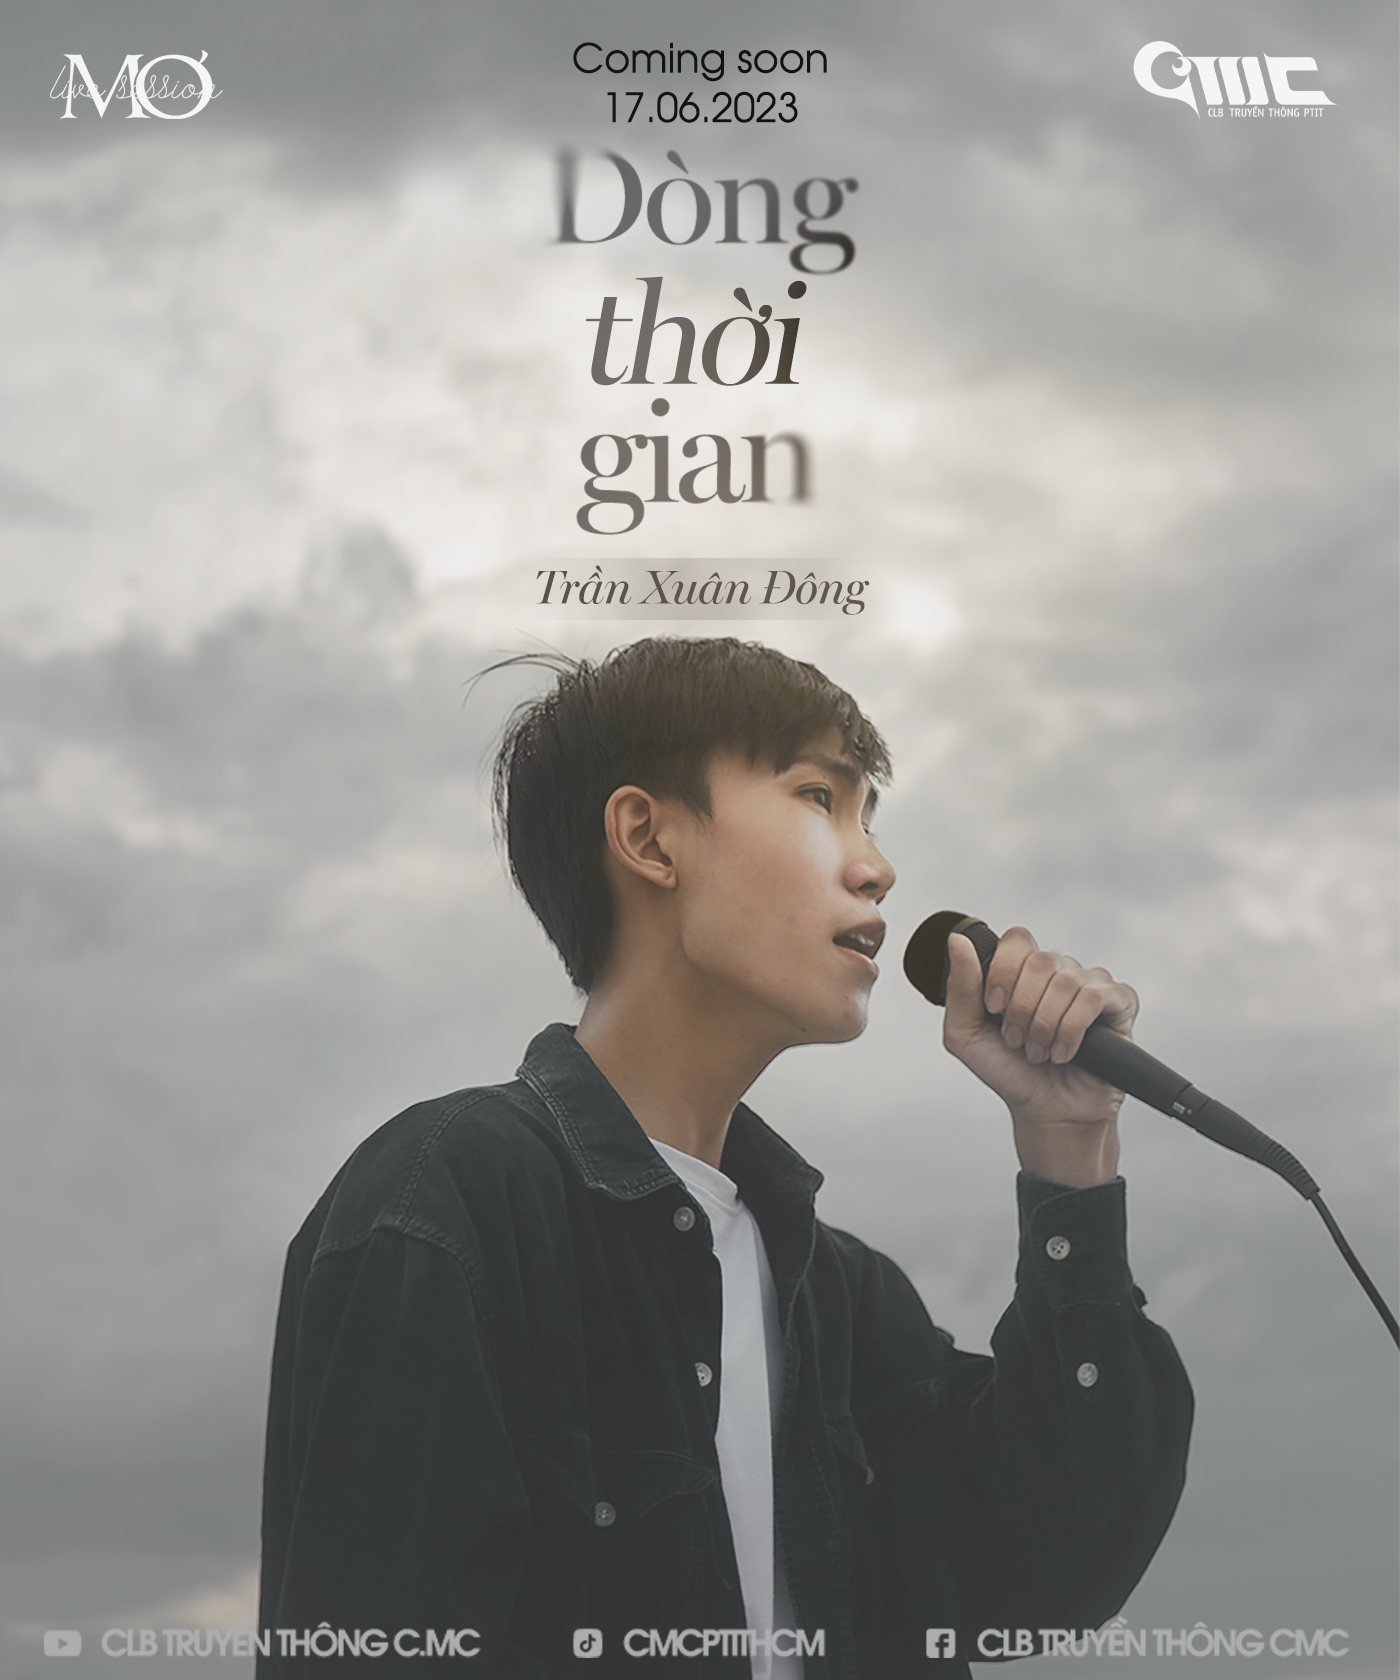 MƠ
live session
Coming soon
17.06.2023
CMC
CLB TRUYỀN THÔNG PTIT
Dòng
thời
gian
Trần Xuân Đông
CLB TRUYỀN THÔNG C.MC
CMCPTITHCM
CLB TRUYỀN THÔNG CMC